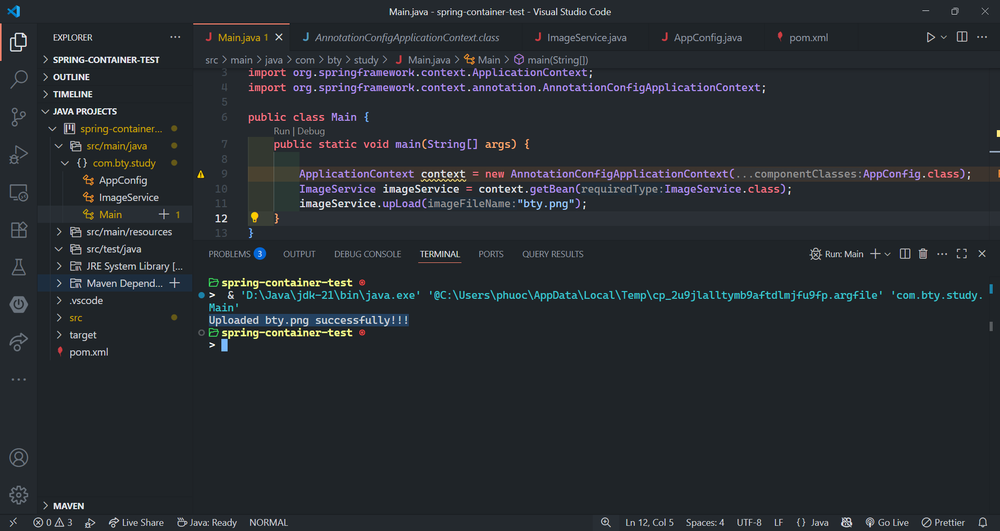 Main.java - spring-container-test - Visual Studio Code
EXPLORER
SPRING-CONTAINER-TEST
OUTLINE
TIMELINE
JAVA PROJECTS
spring-container...
src/main/java
{} com.bty.study
AppConfig
ImageService
Main 1
src/main/resources
src/test/java
JRE System Library [...
Maven Depend...
.vscode
src
target
pom.xml
MAVEN
Main.java 1
AnnotationConfigApplicationContext.class
ImageService.java
AppConfig.java
pom.xml
src > main > java > com > bty > study > Main.java > Main > main(String[])
3 import org.springframework.context.ApplicationContext;
4 import org.springframework.context.annotation.AnnotationConfigApplicationContext;
5
6 public class Main {
Run | Debug
7 public static void main(String[] args) {
8
9 ApplicationContext context = new AnnotationConfigApplicationContext(...componentClasses:AppConfig.class);
10 ImageService imageService = context.getBean(requiredType:ImageService.class);
11 imageService.upLoad(imageFileName:"bty.png");
12 }
13 }
PROBLEMS 3 OUTPUT DEBUG CONSOLE TERMINAL PORTS QUERY RESULTS
Run: Main
spring-container-test
> & 'D:\Java\jdk-21\bin\java.exe' '@C:\Users\phuoc\AppData\Local\Temp\cp_2u9jlalltymb9aftdlmjfu9fp.argfile' 'com.bty.study.
Main'
Uploaded bty.png successfully!!!
spring-container-test
>
0 3 Live Share Java: Ready NORMAL
Ln 12, Col 5 Spaces: 4 UTF-8 LF {} Java Go Live Prettier